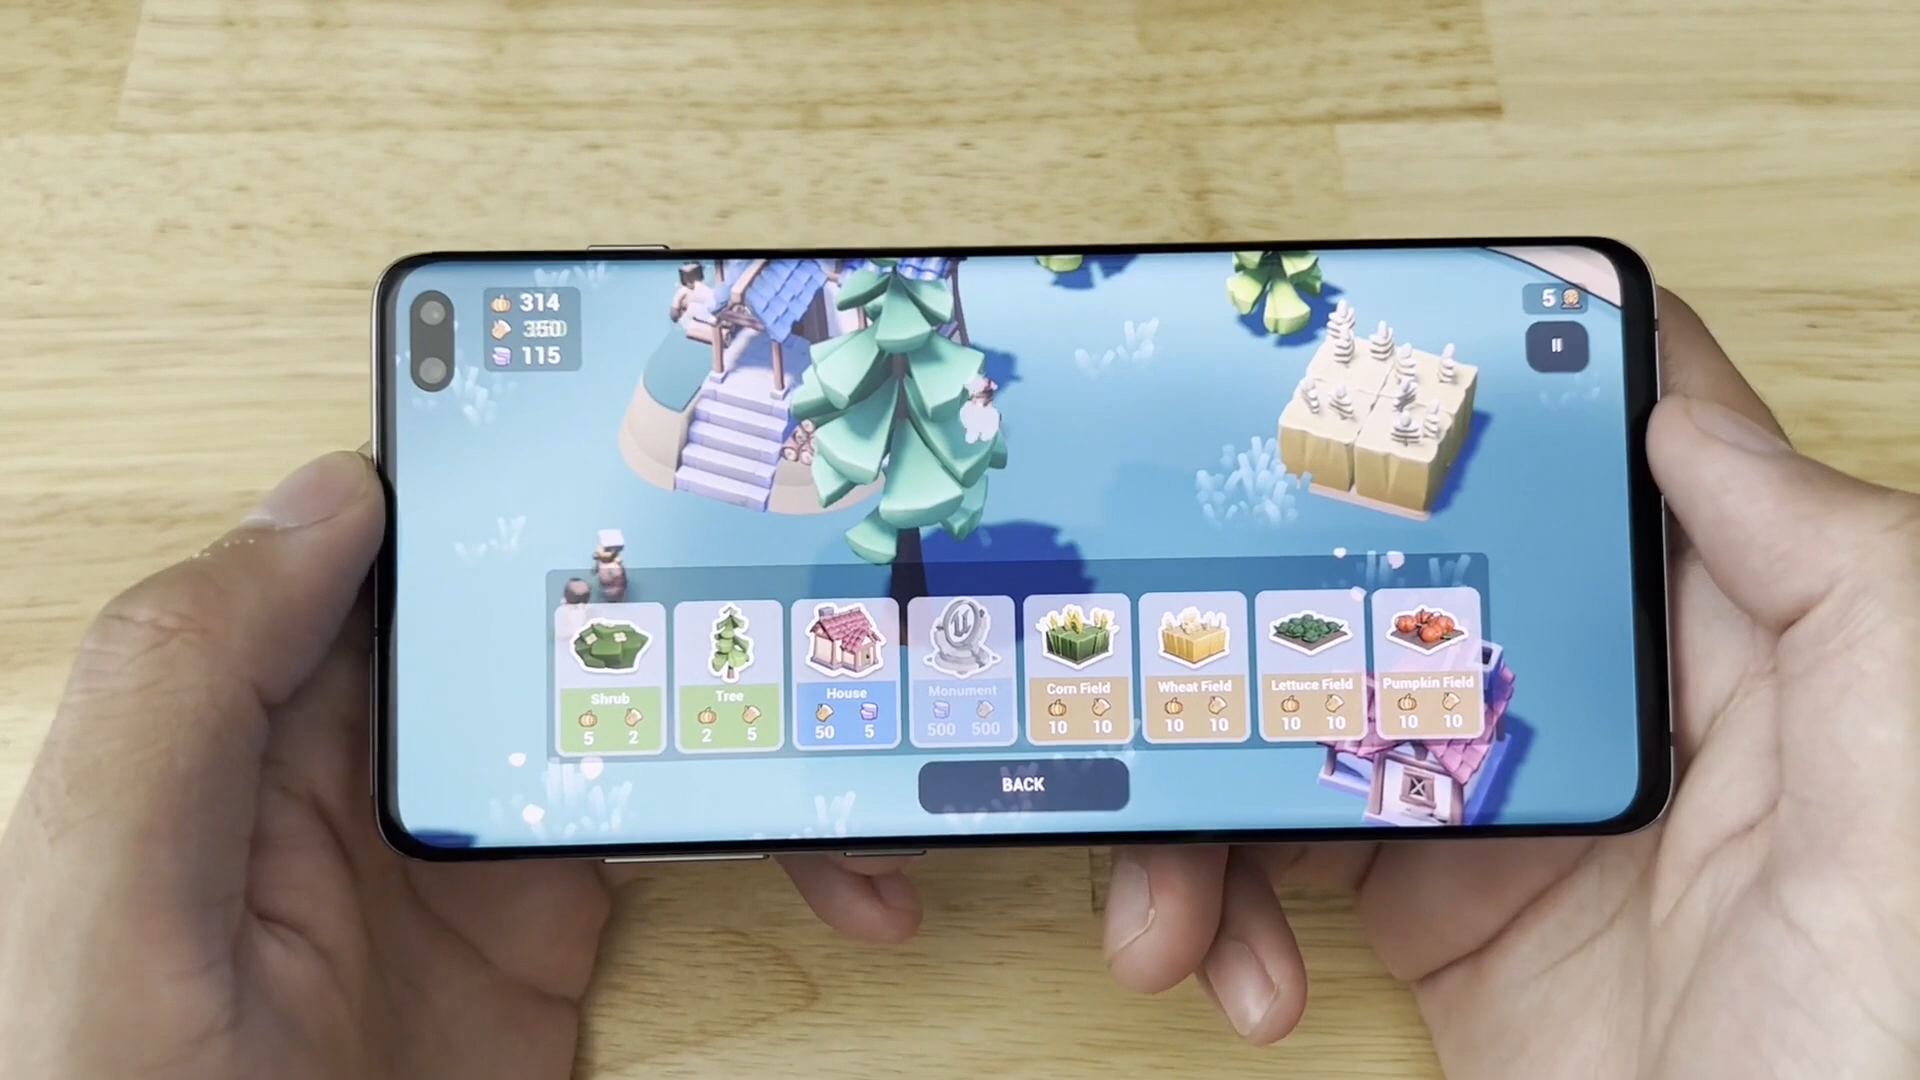 314
115
5
Shrub
5 2
Tree
2 5
House
50 5
Monument
500 500
Corn Field
10 10
Wheat Field
10 10
Lettuce Field
10 10
Pumpkin Field
10 10
BACK